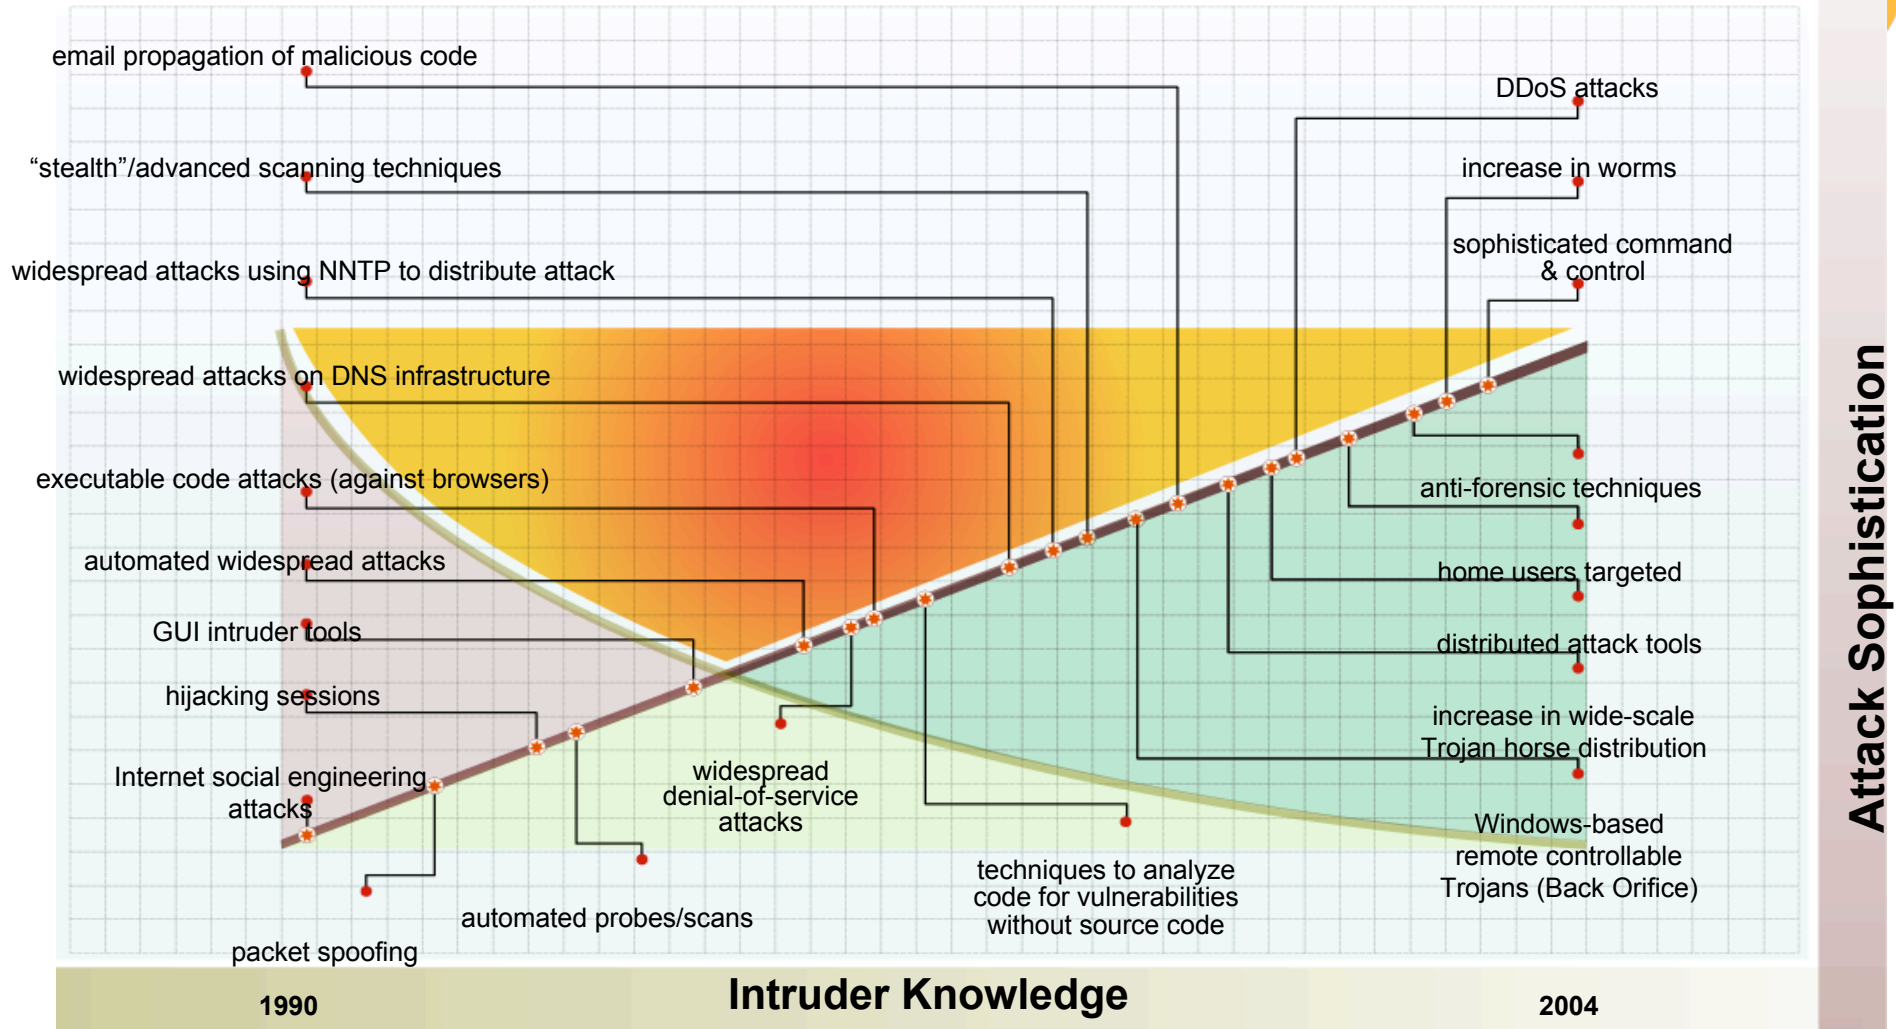 email propagation of malicious code
DDoS attacks
“stealth”/advanced scanning techniques
increase in worms
sophisticated command
& control
widespread attacks using NNTP to distribute attack
widespread attacks on DNS infrastructure
executable code attacks (against browsers)
anti-forensic techniques
automated widespread attacks
home users targeted
GUI intruder tools
distributed attack tools
hijacking sessions
increase in wide-scale
Trojan horse distribution
Internet social engineering
attacks
widespread
denial-of-service
attacks
Windows-based
remote controllable
Trojans (Back Orifice)
techniques to analyze
code for vulnerabilities
without source code
automated probes/scans
packet spoofing
Attack Sophistication
1990
Intruder Knowledge
2004